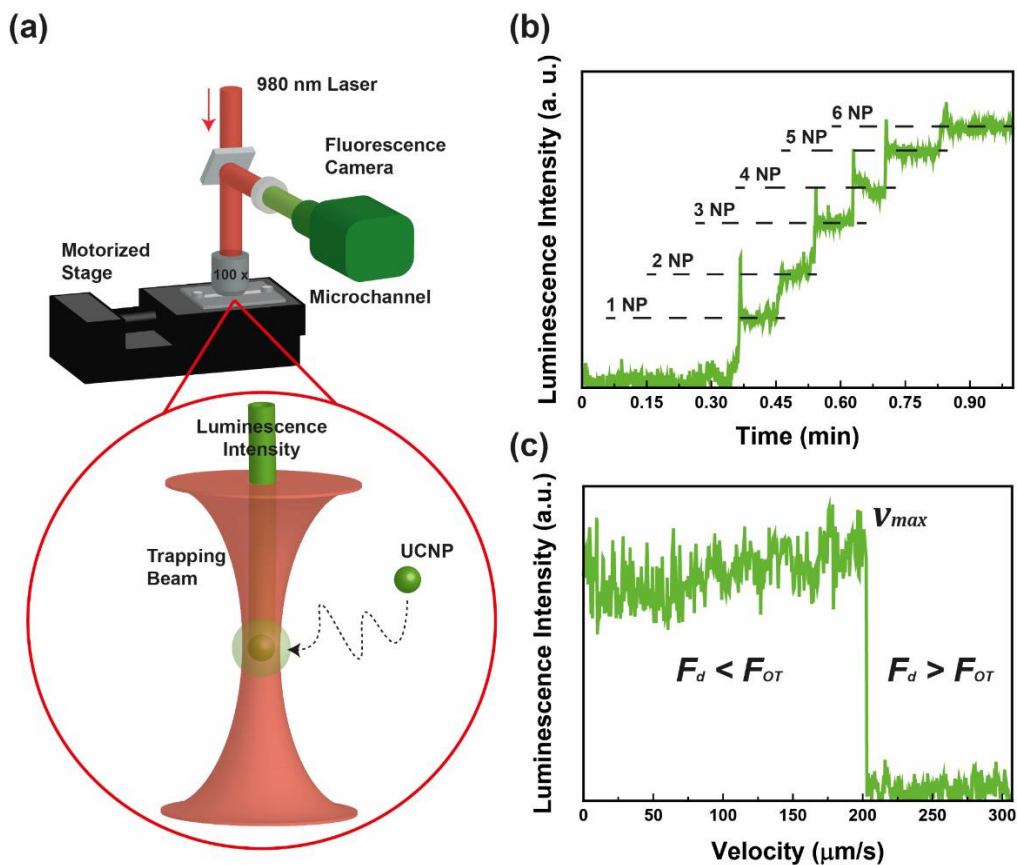 (a)
980 nm Laser
Fluorescence
Camera
Motorized
Stage
100 x
Microchannel
Luminescence
Intensity
Trapping
Beam
UCNP
(b)
Luminescence Intensity (a. u.)
6 NP
5 NP
4 NP
3 NP
2 NP
1 NP
0 0.15 0.30 0.45 0.60 0.75 0.90
Time (min)
(c)
Luminescence Intensity (a.u.)
vmax
Fd < FOT
Fd > FOT
0 50 100 150 200 250 300
Velocity (μm/s)